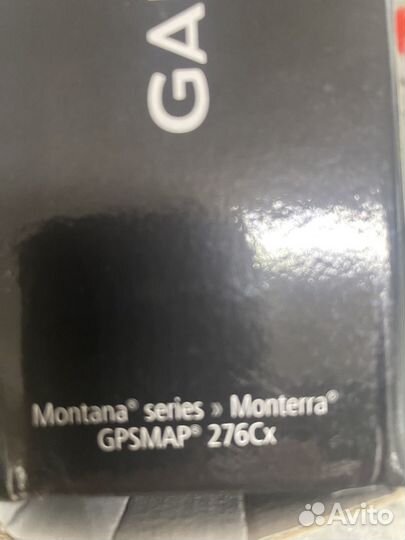 GA
Montana® series » Monterra®
GPSMAP® 276Cx
Avito